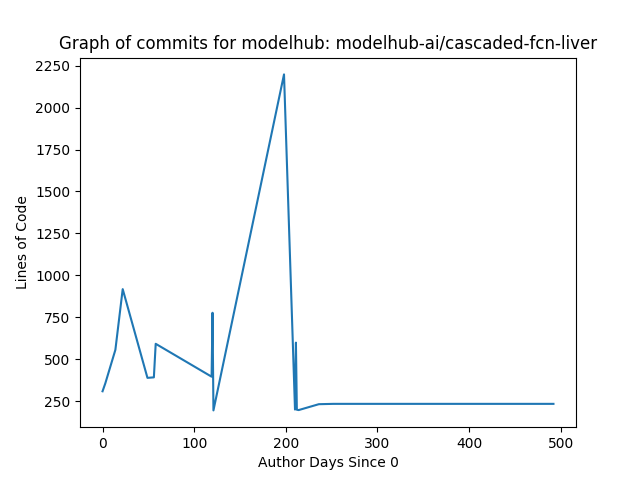 Graph of commits for modelhub: modelhub-ai/cascaded-fcn-liver
2250
2000
1750
1500
1250
1000
750
500
250
Lines of Code
0 100 200 300 400 500
Author Days Since 0